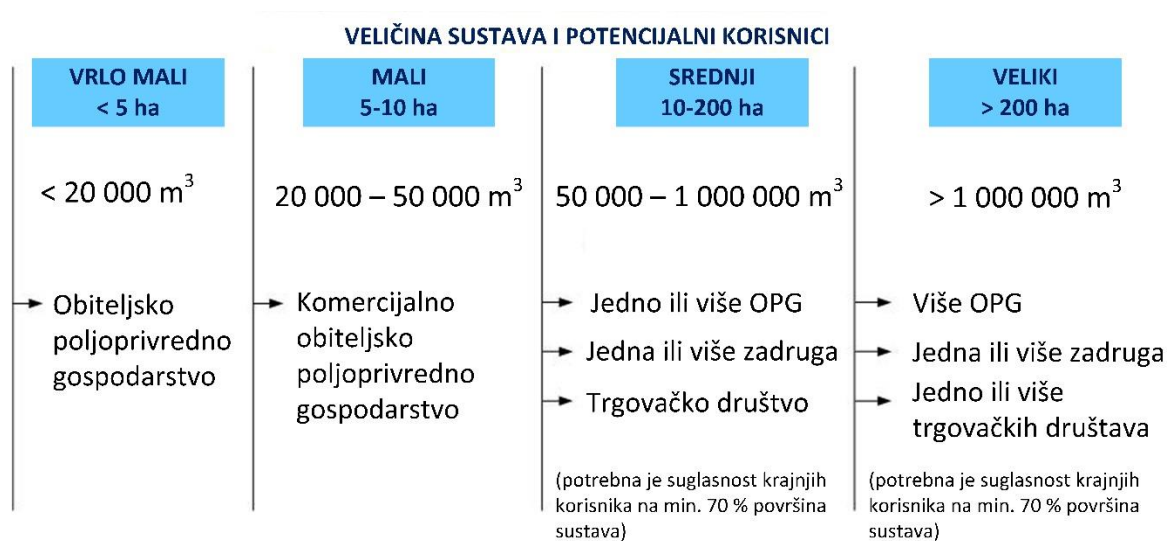 VELIČINA SUSTAVA I POTENCIJALNI KORISNICI
VRLO MALI
< 5 ha
< 20 000 m³
Obiteljsko
poljoprivredno
gospodarstvo
MALI
5-10 ha
20 000 – 50 000 m³
Komercijalno
obiteljsko
poljoprivredno
gospodarstvo
SREDNJI
10-200 ha
50 000 – 1 000 000 m³
Jedno ili više OPG
Jedna ili više zadruga
Trgovačko društvo
(potrebna je suglasnost krajnjih
korisnika na min. 70 % površina
sustava)
VELIKI
> 200 ha
> 1 000 000 m³
Više OPG
Jedna ili više zadruga
Jedno ili više
trgovačkih društava
(potrebna je suglasnost krajnjih
korisnika na min. 70 % površina
sustava)